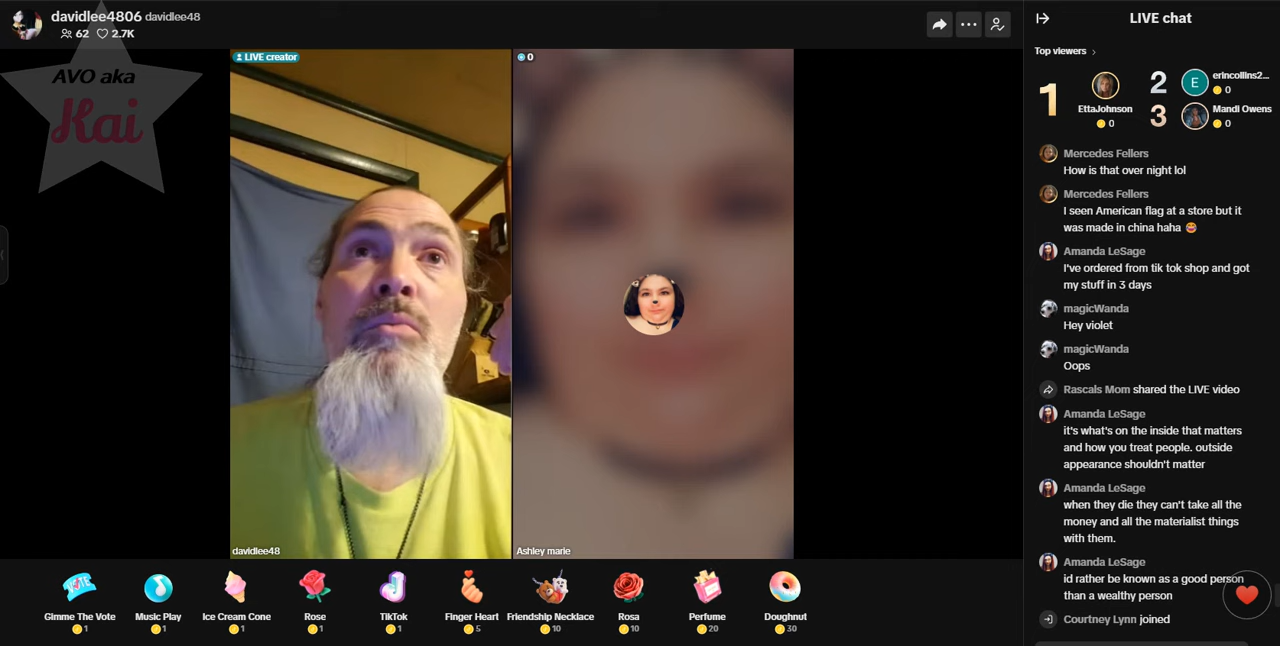 davidlee4806 davidlee48
62 2.7K
AVO aka
Kai
LIVE creator
0
davidlee48
Ashley marie
Gimme The Vote
1
Music Play
1
Ice Cream Cone
1
Rose
1
TikTok
1
Finger Heart
5
Friendship Necklace
10
Rosa
10
Perfume
20
Doughnut
30
LIVE chat
Top viewers
1
EttaJohnson
0
2
E
erincollins2...
0
3
Mandi Owens
0
Mercedes Fellers
How is that over night lol
Mercedes Fellers
I seen American flag at a store but it
was made in china haha 😆
Amanda LeSage
I've ordered from tik tok shop and got
my stuff in 3 days
magicWanda
Hey violet
magicWanda
Oops
Rascals Mom shared the LIVE video
Amanda LeSage
it's what's on the inside that matters
and how you treat people. outside
appearance shouldn't matter
Amanda LeSage
when they die they can't take all the
money and all the materialist things
with them.
Amanda LeSage
id rather be known as a good person
than a wealthy person
Courtney Lynn joined